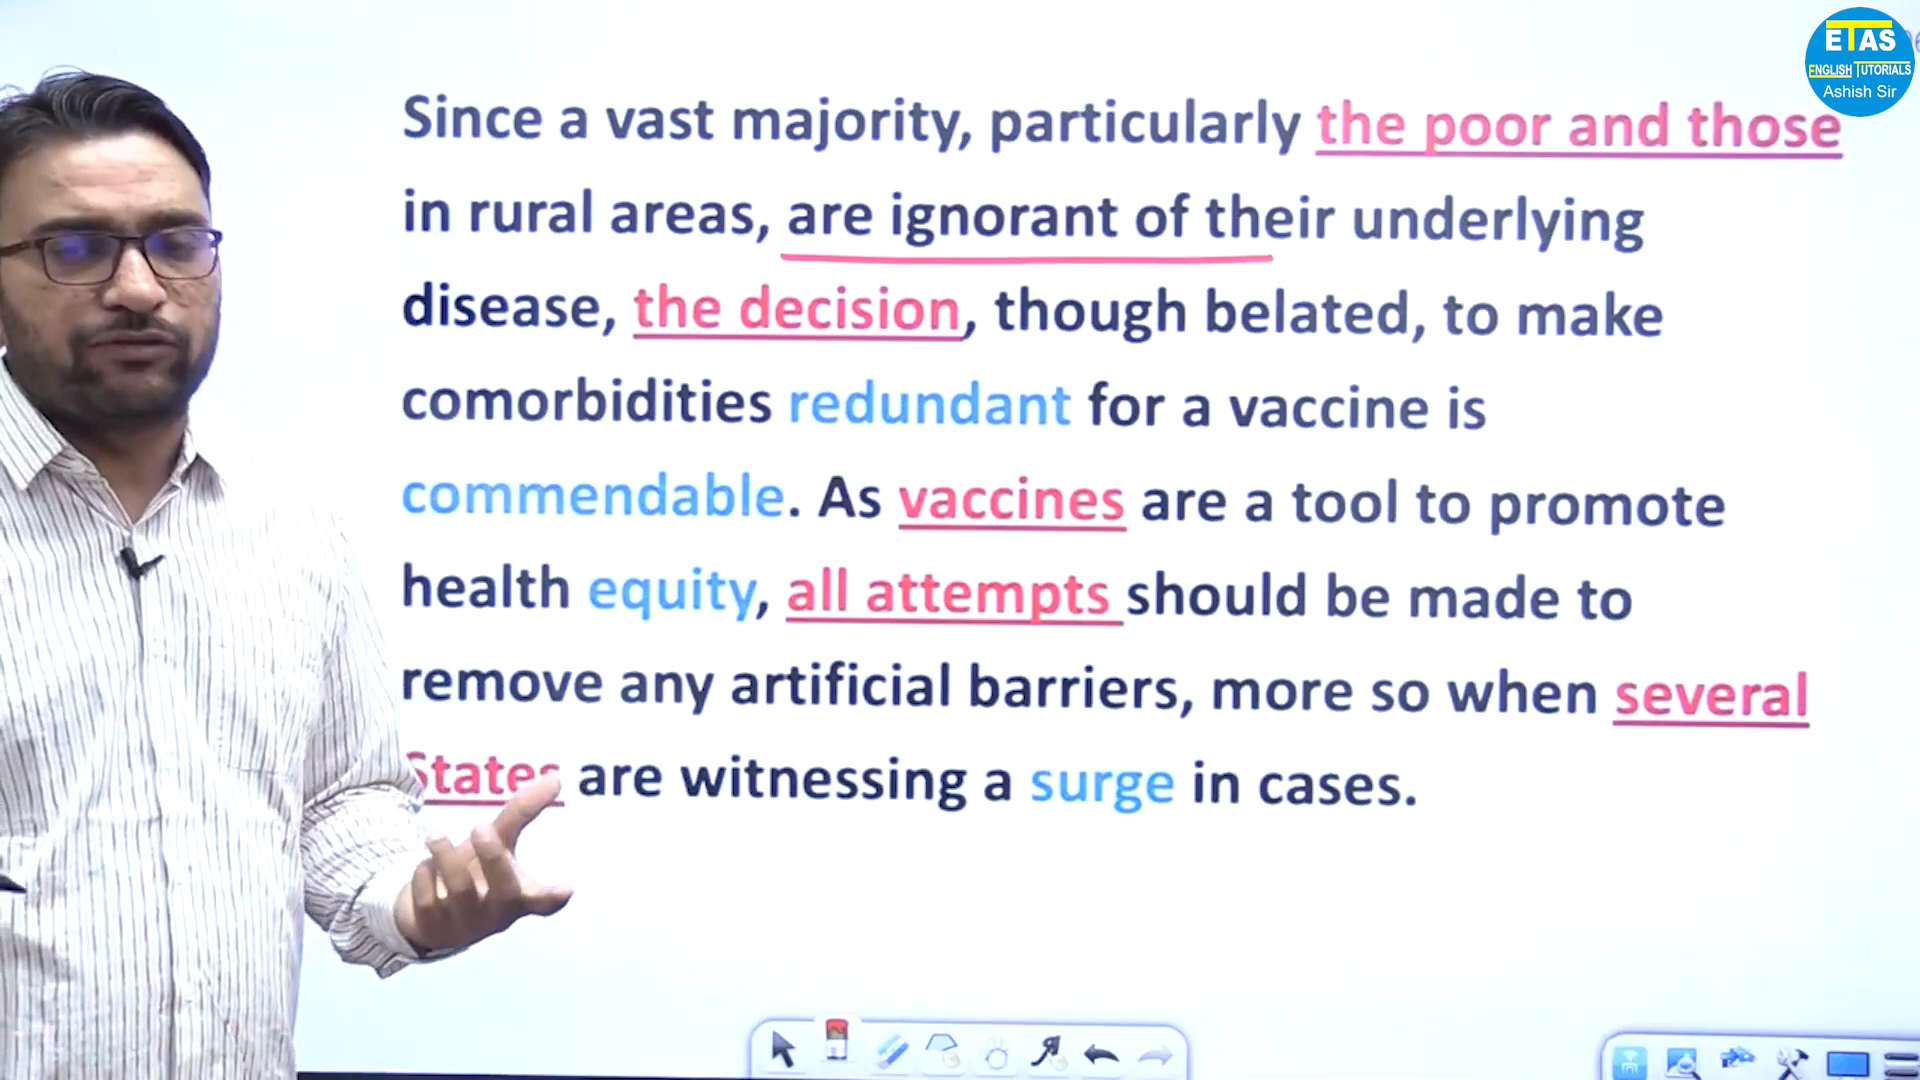 ETAS
ENGLISH TUTORIALS
Ashish Sir
Since a vast majority, particularly the poor and those
in rural areas, are ignorant of their underlying
disease, the decision, though belated, to make
comorbidities redundant for a vaccine is
commendable. As vaccines are a tool to promote
health equity, all attempts should be made to
remove any artificial barriers, more so when several
States are witnessing a surge in cases.